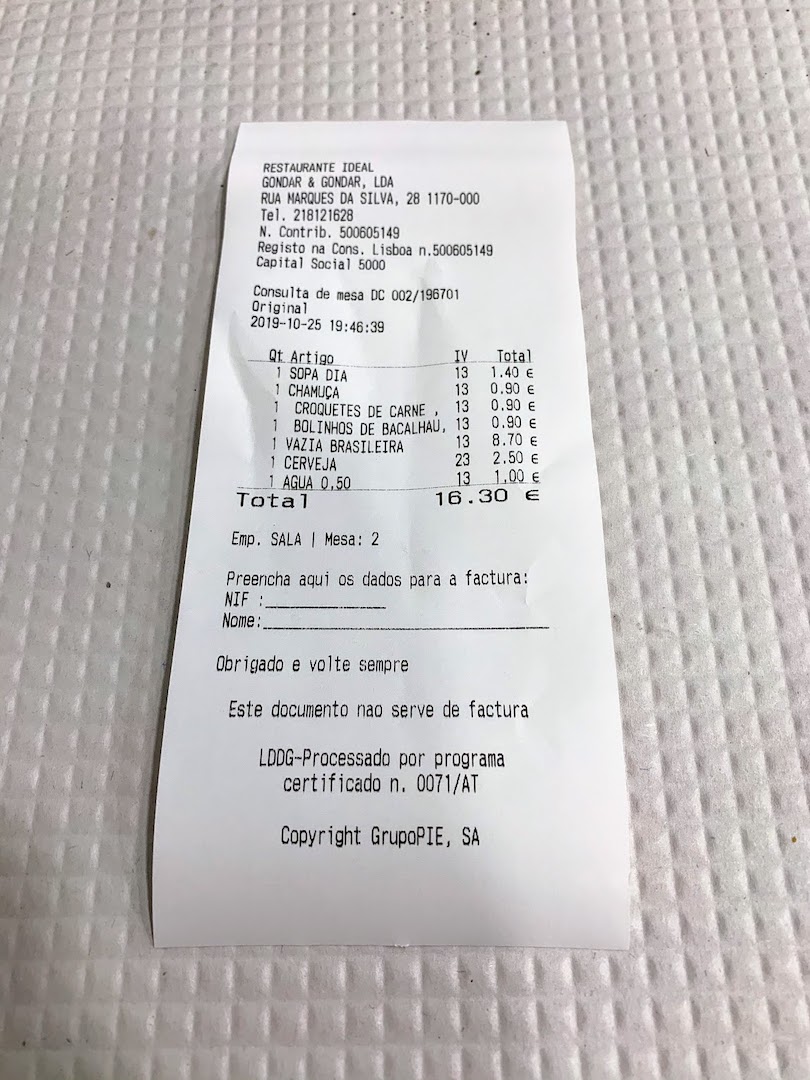 RESTAURANTE IDEAL
GONDAR & GONDAR, LDA
RUA MARQUES DA SILVA, 28 1170-000
Tel. 218121628
N. Contrib. 500605149
Registo na Cons. Lisboa n.500605149
Capital Social 5000
Consulta de mesa DC 002/196701
Original
2019-10-25 19:46:39
Qt Artigo IV Total
1 SOPA DIA 13 1.40 €
1 CHAMUÇA 13 0.90 €
1 CROQUETES DE CARNE , 13 0.90 €
1 BOLINHOS DE BACALHAU, 13 0.90 €
1 VAZIA BRASILEIRA 13 8.70 €
1 CERVEJA 23 2.50 €
1 AGUA 0,50 13 1.00 €
Total 16.30 €
Emp. SALA | Mesa: 2
Preencha aqui os dados para a factura:
NIF :_______________
Nome:___________________________________
Obrigado e volte sempre
Este documento nao serve de factura
LDDG-Processado por programa
certificado n. 0071/AT
Copyright GrupoPIE, SA